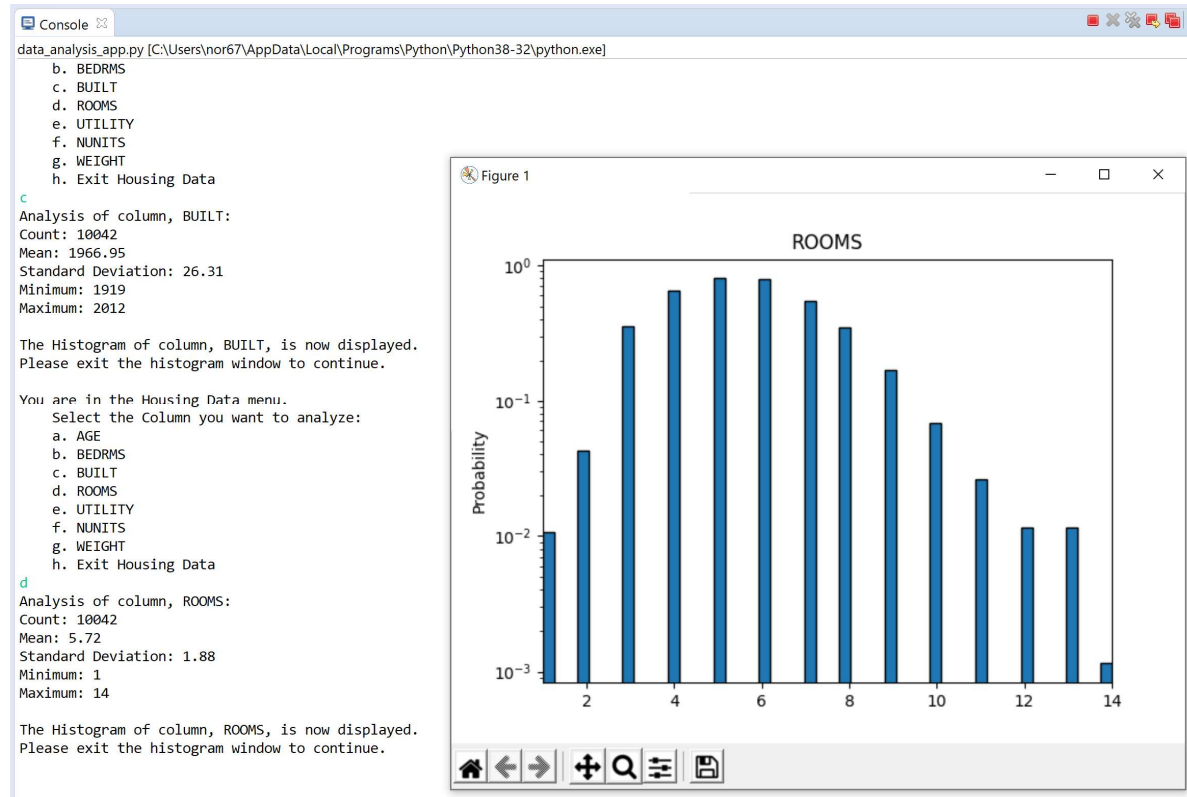 Console
data_analysis_app.py [C:\Users\nor67\AppData\Local\Programs\Python\Python38-32\python.exe]
b. BEDRMS
c. BUILT
d. ROOMS
e. UTILITY
f. NUNITS
g. WEIGHT
h. Exit Housing Data
c
Analysis of column, BUILT:
Count: 10042
Mean: 1966.95
Standard Deviation: 26.31
Minimum: 1919
Maximum: 2012
The Histogram of column, BUILT, is now displayed.
Please exit the histogram window to continue.
You are in the Housing Data menu.
Select the Column you want to analyze:
a. AGE
b. BEDRMS
c. BUILT
d. ROOMS
e. UTILITY
f. NUNITS
g. WEIGHT
h. Exit Housing Data
d
Analysis of column, ROOMS:
Count: 10042
Mean: 5.72
Standard Deviation: 1.88
Minimum: 1
Maximum: 14
The Histogram of column, ROOMS, is now displayed.
Please exit the histogram window to continue.
Figure 1
ROOMS
Probability
10⁰
10⁻¹
10⁻²
10⁻³
2 4 6 8 10 12 14